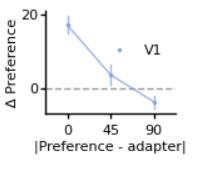 20
V1
Δ Preference
0
0 45 90
|Preference - adapter|